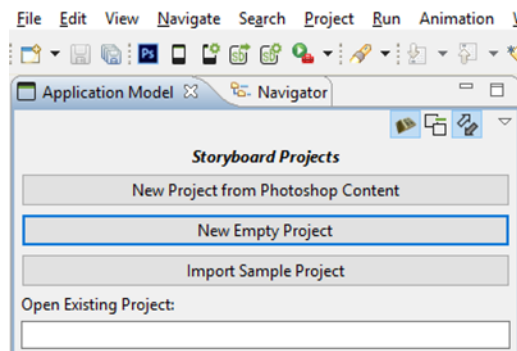 File Edit View Navigate Search Project Run Animation
Ps
Application Model Navigator
Storyboard Projects
New Project from Photoshop Content
New Empty Project
Import Sample Project
Open Existing Project: